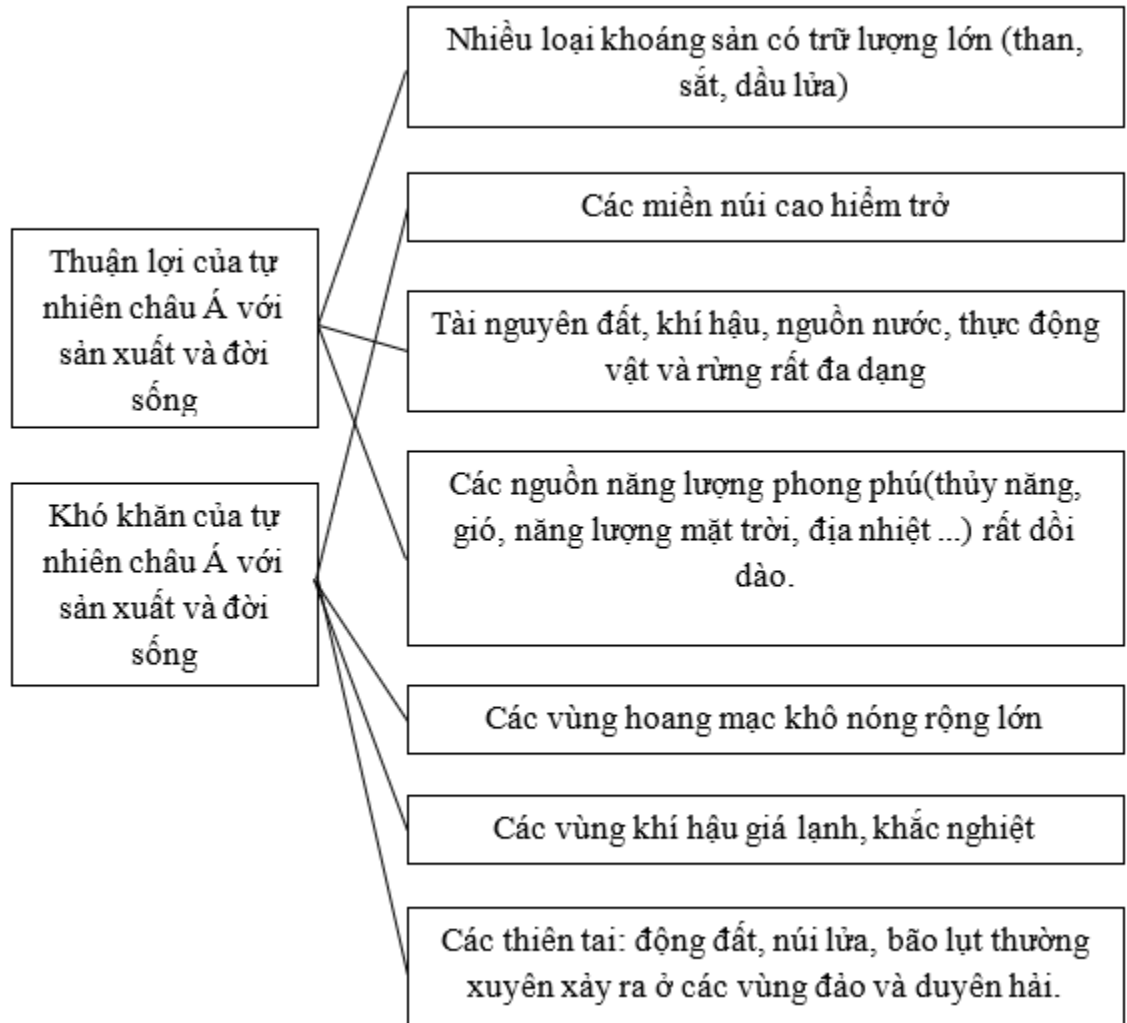 Nhiều loại khoáng sản có trữ lượng lớn (than,
sắt, dầu lửa)
Các miền núi cao hiểm trở
Thuận lợi của tự
nhiên châu Á với
sản xuất và đời
sống
Tài nguyên đất, khí hậu, nguồn nước, thực động
vật và rừng rất đa dạng
Các nguồn năng lượng phong phú(thủy năng,
gió, năng lượng mặt trời, địa nhiệt ...) rất dồi
dào.
Khó khăn của tự
nhiên châu Á với
sản xuất và đời
sống
Các vùng hoang mạc khô nóng rộng lớn
Các vùng khí hậu giá lạnh, khắc nghiệt
Các thiên tai: động đất, núi lửa, bão lụt thường
xuyên xảy ra ở các vùng đảo và duyên hải.